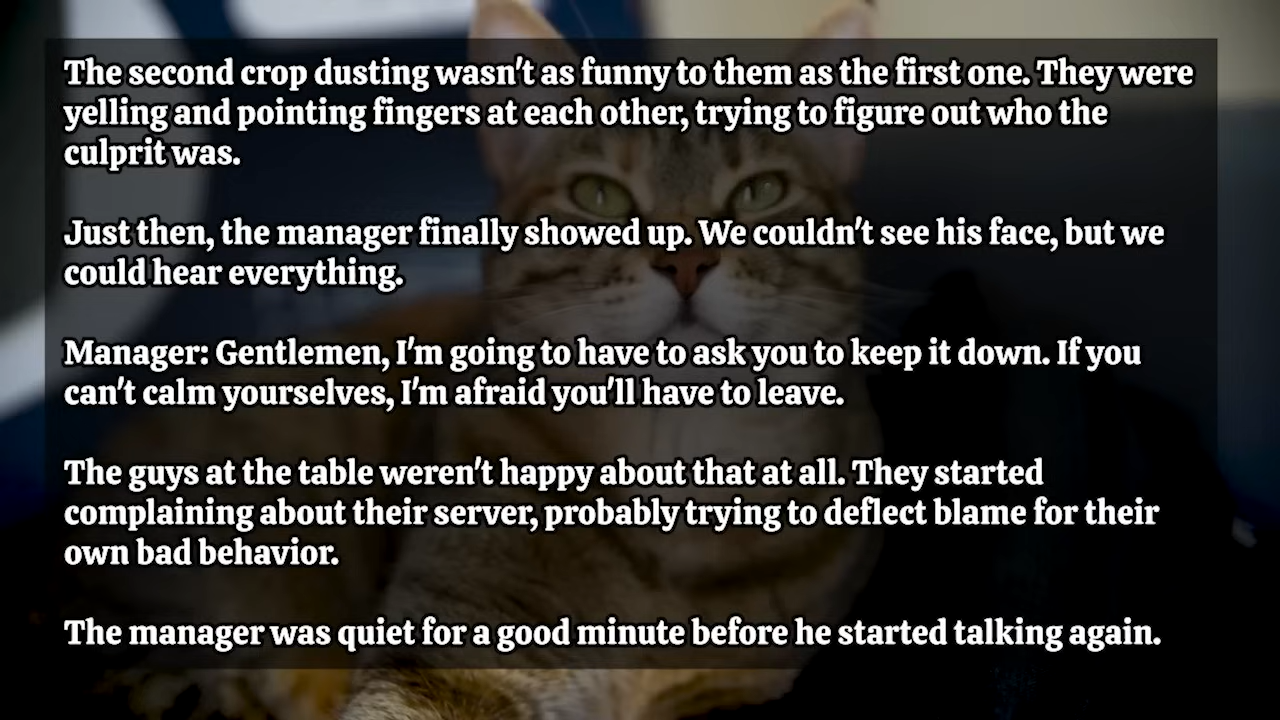 The second crop dusting wasn't as funny to them as the first one. They were
yelling and pointing fingers at each other, trying to figure out who the
culprit was.
Just then, the manager finally showed up. We couldn't see his face, but we
could hear everything.
Manager: Gentlemen, I'm going to have to ask you to keep it down. If you
can't calm yourselves, I'm afraid you'll have to leave.
The guys at the table weren't happy about that at all. They started
complaining about their server, probably trying to deflect blame for their
own bad behavior.
The manager was quiet for a good minute before he started talking again.